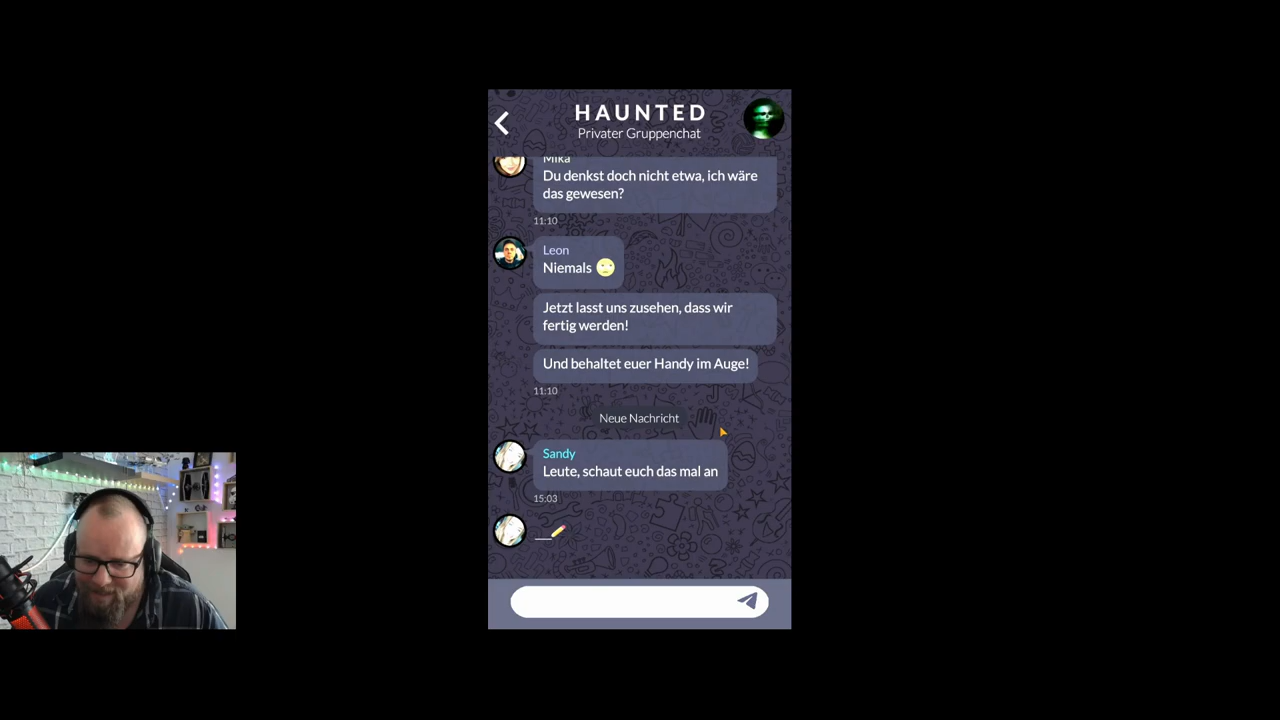 HAUNTED
Privater Gruppenchat
Mika
Du denkst doch nicht etwa, ich wäre
das gewesen?
11:10
Leon
Niemals
Jetzt lasst uns zusehen, dass wir
fertig werden!
Und behaltet euer Handy im Auge!
11:10
Neue Nachricht
Sandy
Leute, schaut euch das mal an
15:03